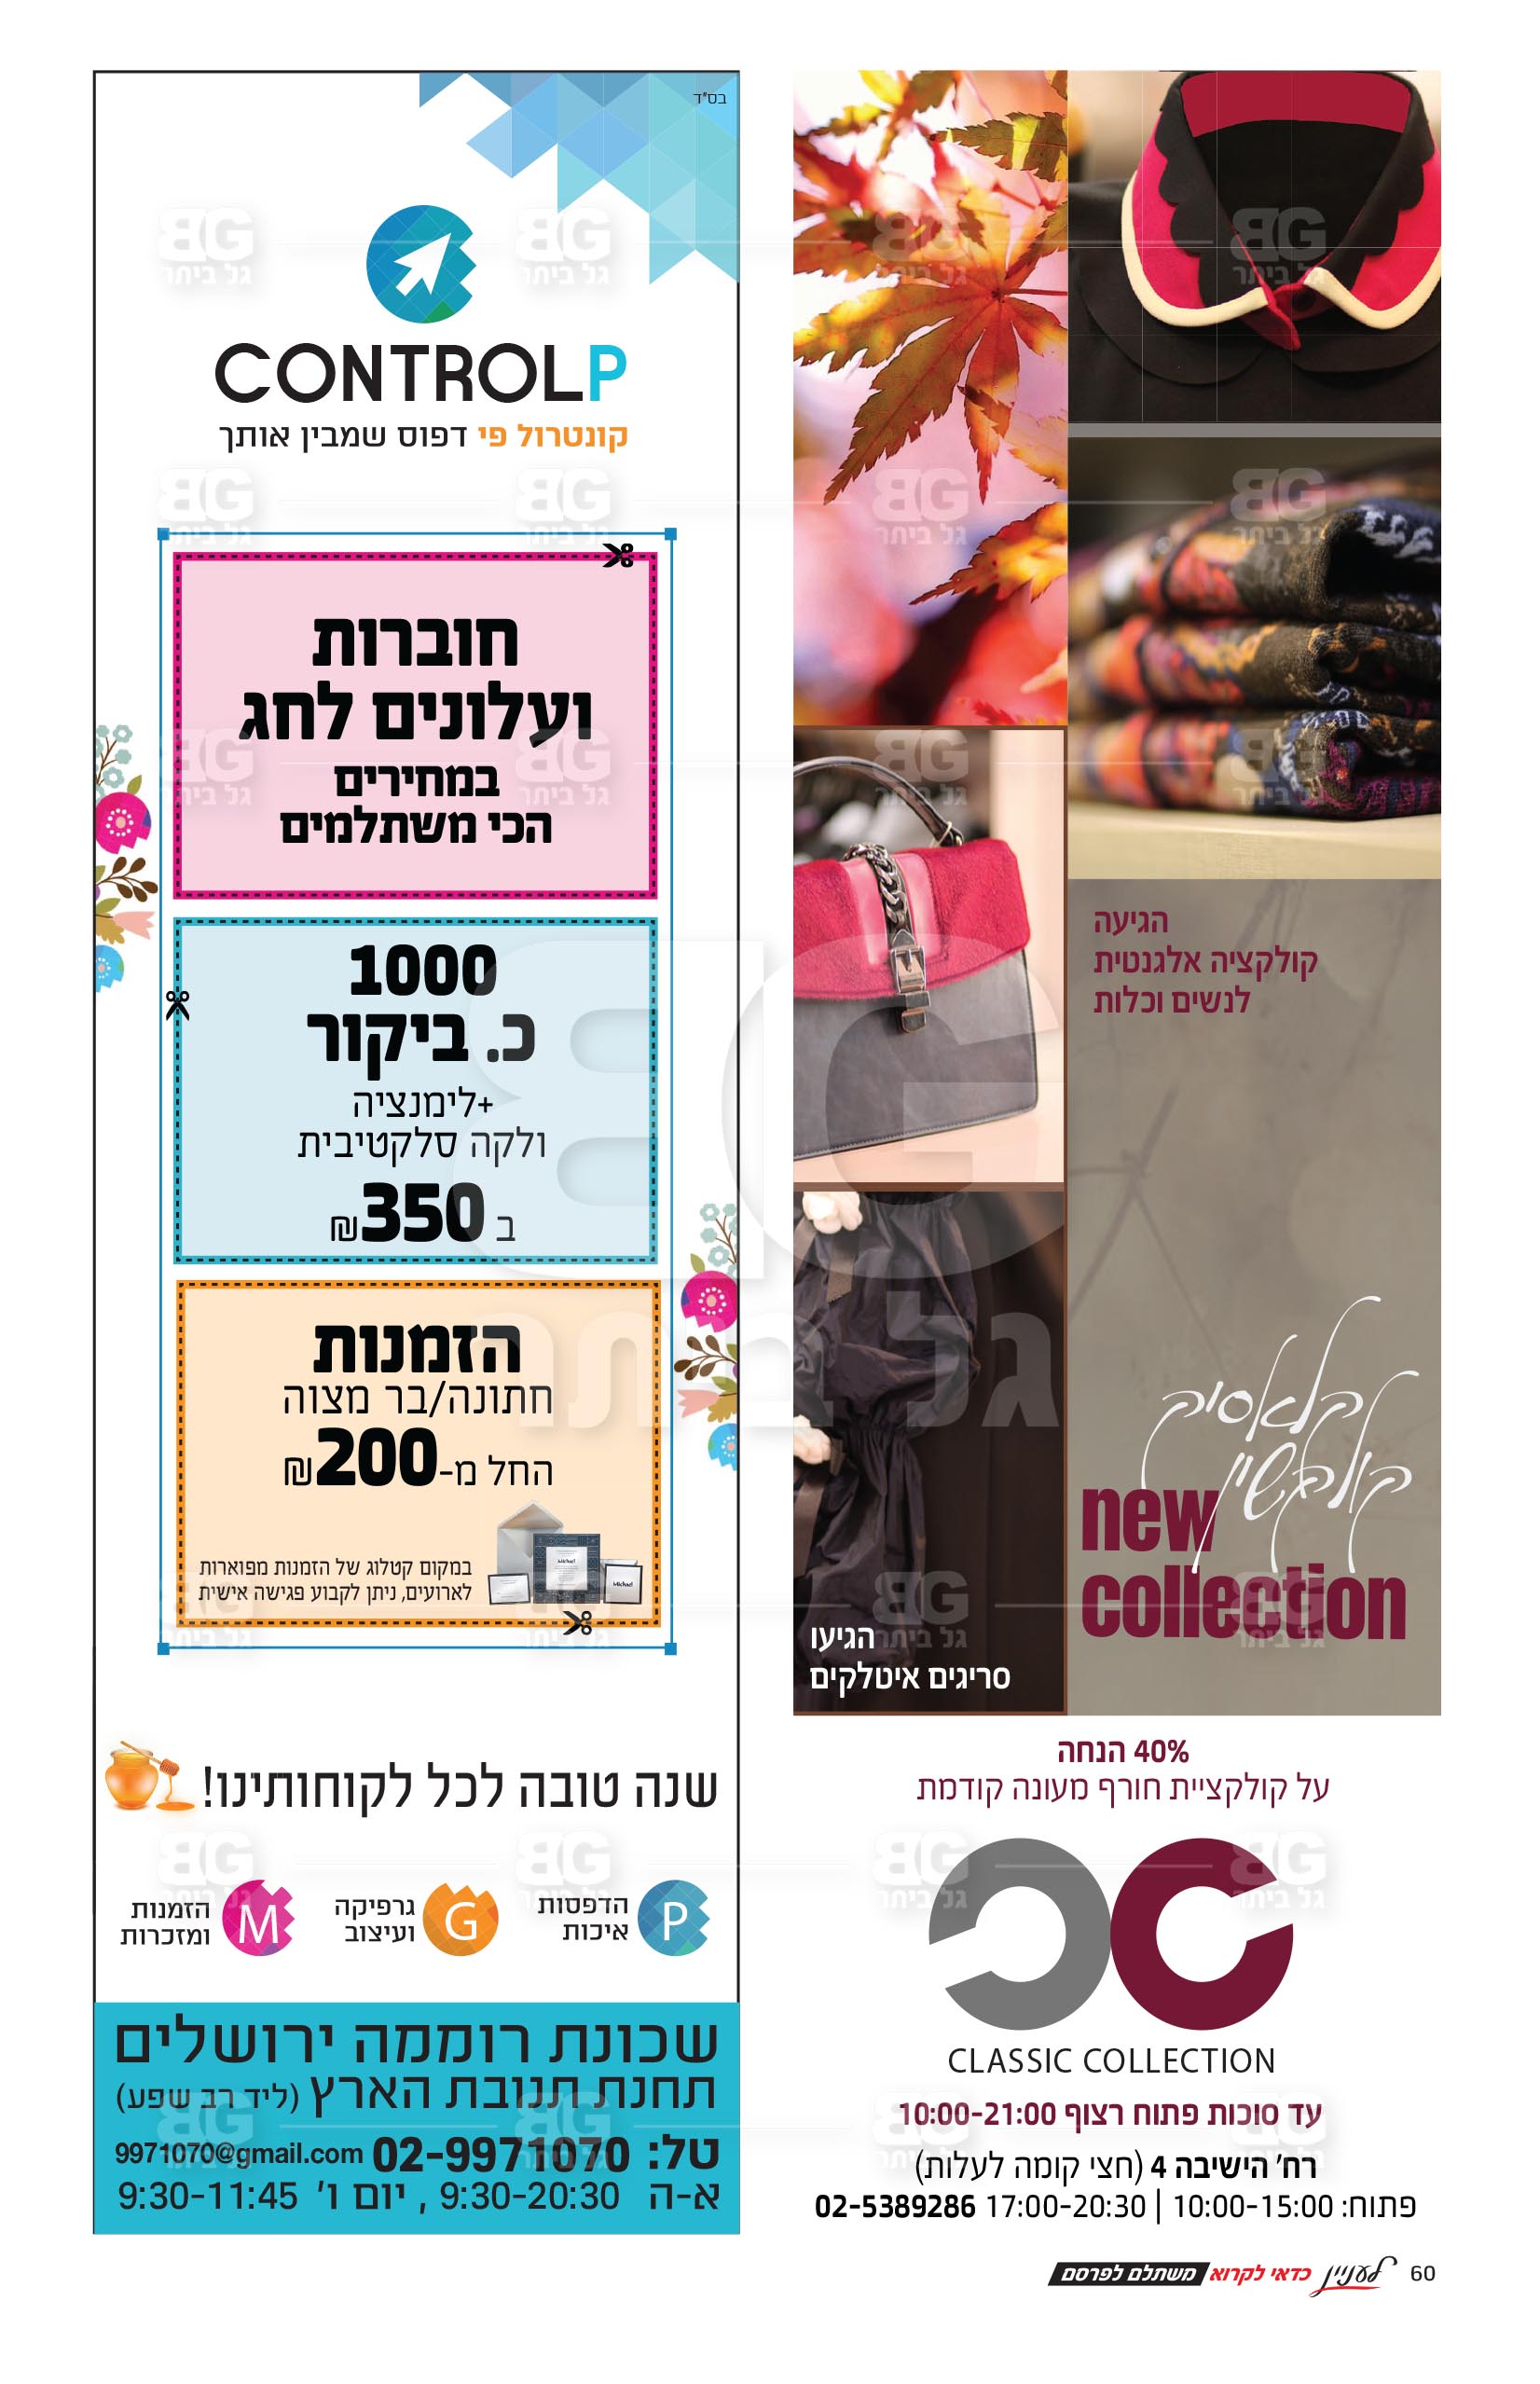 הגיעה
קולקציה אלגנטית
לנשים וכלות
קלאסיק
קולקשיין
new
collection
הגיעו
סריגים איטלקים
40% הנחה
על קולקציית חורף מעונה קודמת
CLASSIC COLLECTION
עד סוכות פתוח רצוף 10:00-21:00
רח' הישיבה 4 (חצי קומה לעלות)
פתוח: 10:00-15:00 | 17:00-20:30 02-5389286
בס"ד
CONTROLP
קונטרול פי דפוס שמבין אותך
חוברות
ועלונים לחג
במחירים
הכי משתלמים
1000
כ. ביקור
+לימנציה
ולקה סלקטיבית
ב 350₪
הזמנות
חתונה/בר מצוה
החל מ-200₪
Michael
Michael
במקום קטלוג של הזמנות מפוארות
לארועים, ניתן לקבוע פגישה אישית
שנה טובה לכל לקוחותינו!
P הדפסות
איכות
G גרפיקה
ועיצוב
M הזמנות
ומזכרות
שכונת רוממה ירושלים
תחנת תנובת הארץ (ליד רב שפע)
טל: 02-9971070 9971070@gmail.com
א-ה 9:30-20:30 , יום ו' 9:30-11:45
60 לעניין כדאי לקרוא משתלם לפרסם
BG
גל ביתר